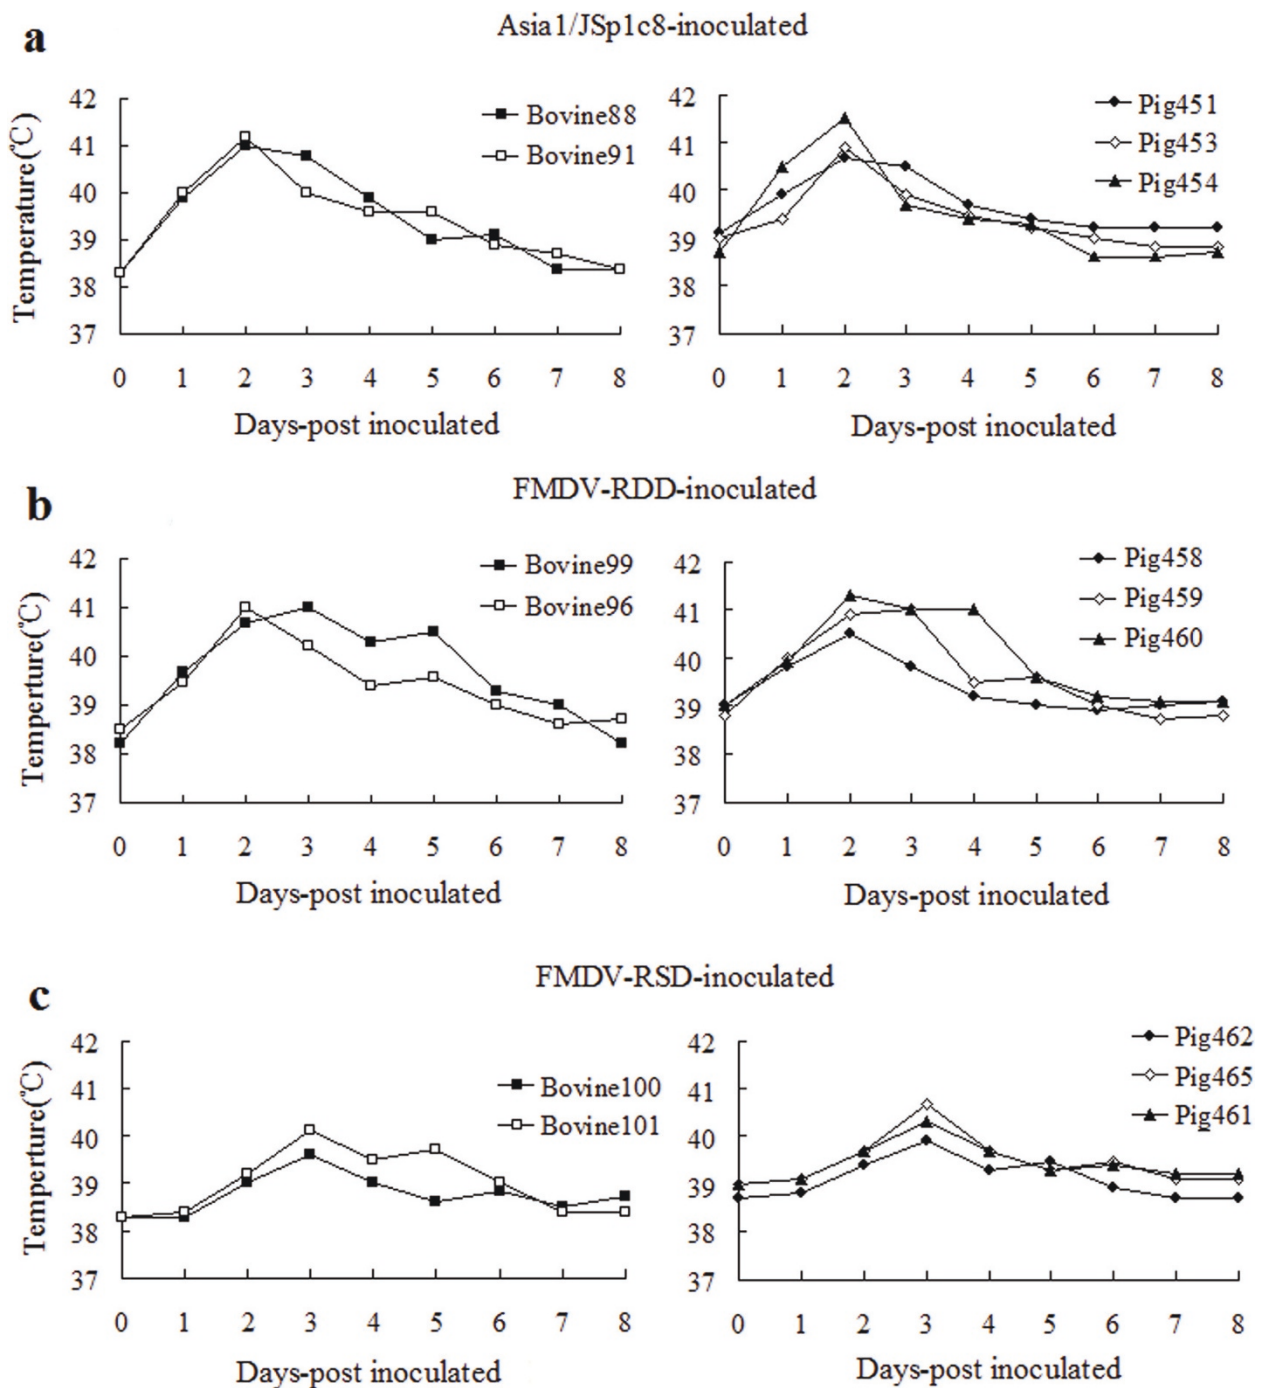 a
Asia1/JSp1c8-inoculated
Temperature(℃)
42
41
40
39
38
37
Bovine88
Bovine91
0 1 2 3 4 5 6 7 8
Days-post inoculated
42
41
40
39
38
37
Pig451
Pig453
Pig454
0 1 2 3 4 5 6 7 8
Days-post inoculated
b
FMDV-RDD-inoculated
Temperture(℃)
42
41
40
39
38
37
Bovine99
Bovine96
0 1 2 3 4 5 6 7 8
Days-post inoculated
42
41
40
39
38
37
Pig458
Pig459
Pig460
0 1 2 3 4 5 6 7 8
Days-post inoculated
c
FMDV-RSD-inoculated
Temperture(℃)
42
41
40
39
38
37
Bovine100
Bovine101
0 1 2 3 4 5 6 7 8
Days-post inoculated
42
41
40
39
38
37
Pig462
Pig465
Pig461
0 1 2 3 4 5 6 7 8
Days-post inoculated